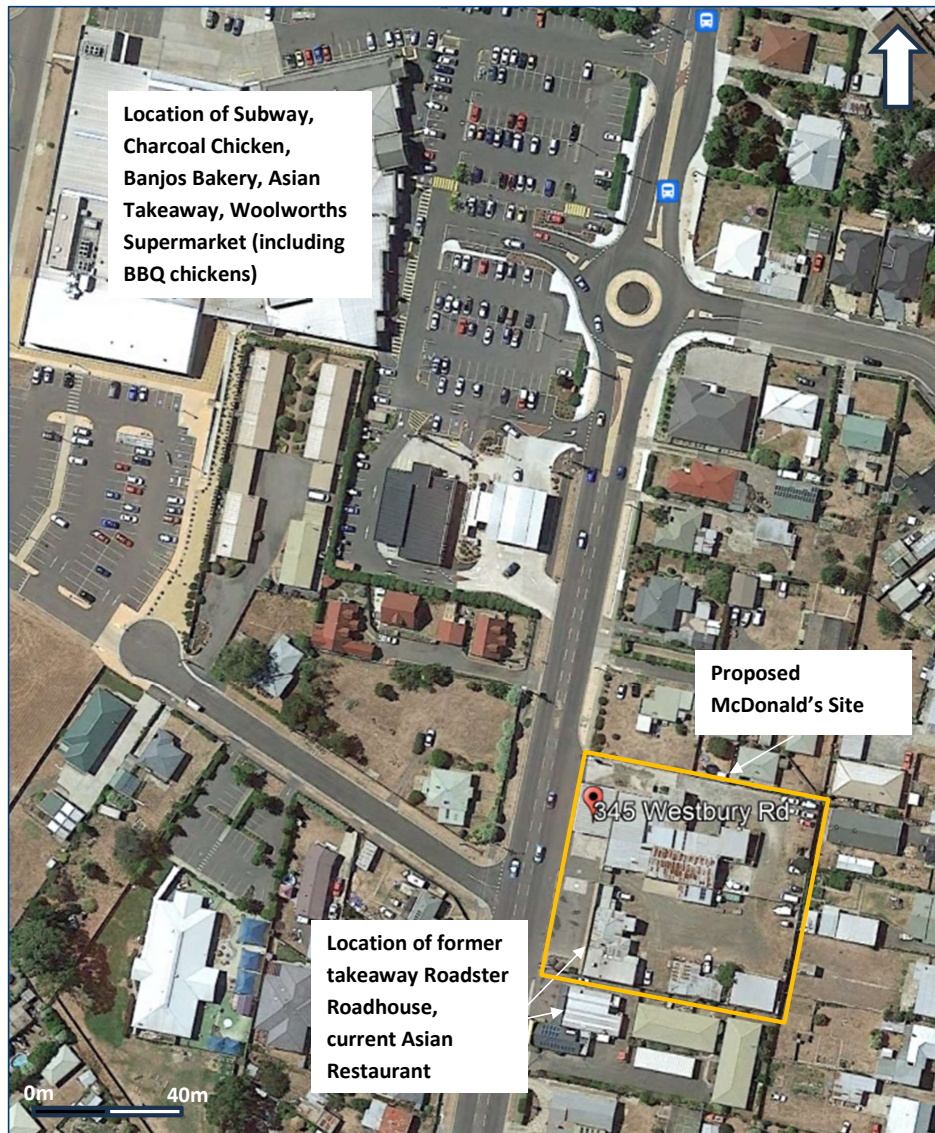 Location of Subway,
Charcoal Chicken,
Banjos Bakery, Asian
Takeaway, Woolworths
Supermarket (including
BBQ chickens)
Proposed
McDonald's Site
345 Westbury Rd
Location of former
takeaway Roadster
Roadhouse,
current Asian
Restaurant
0m 40m